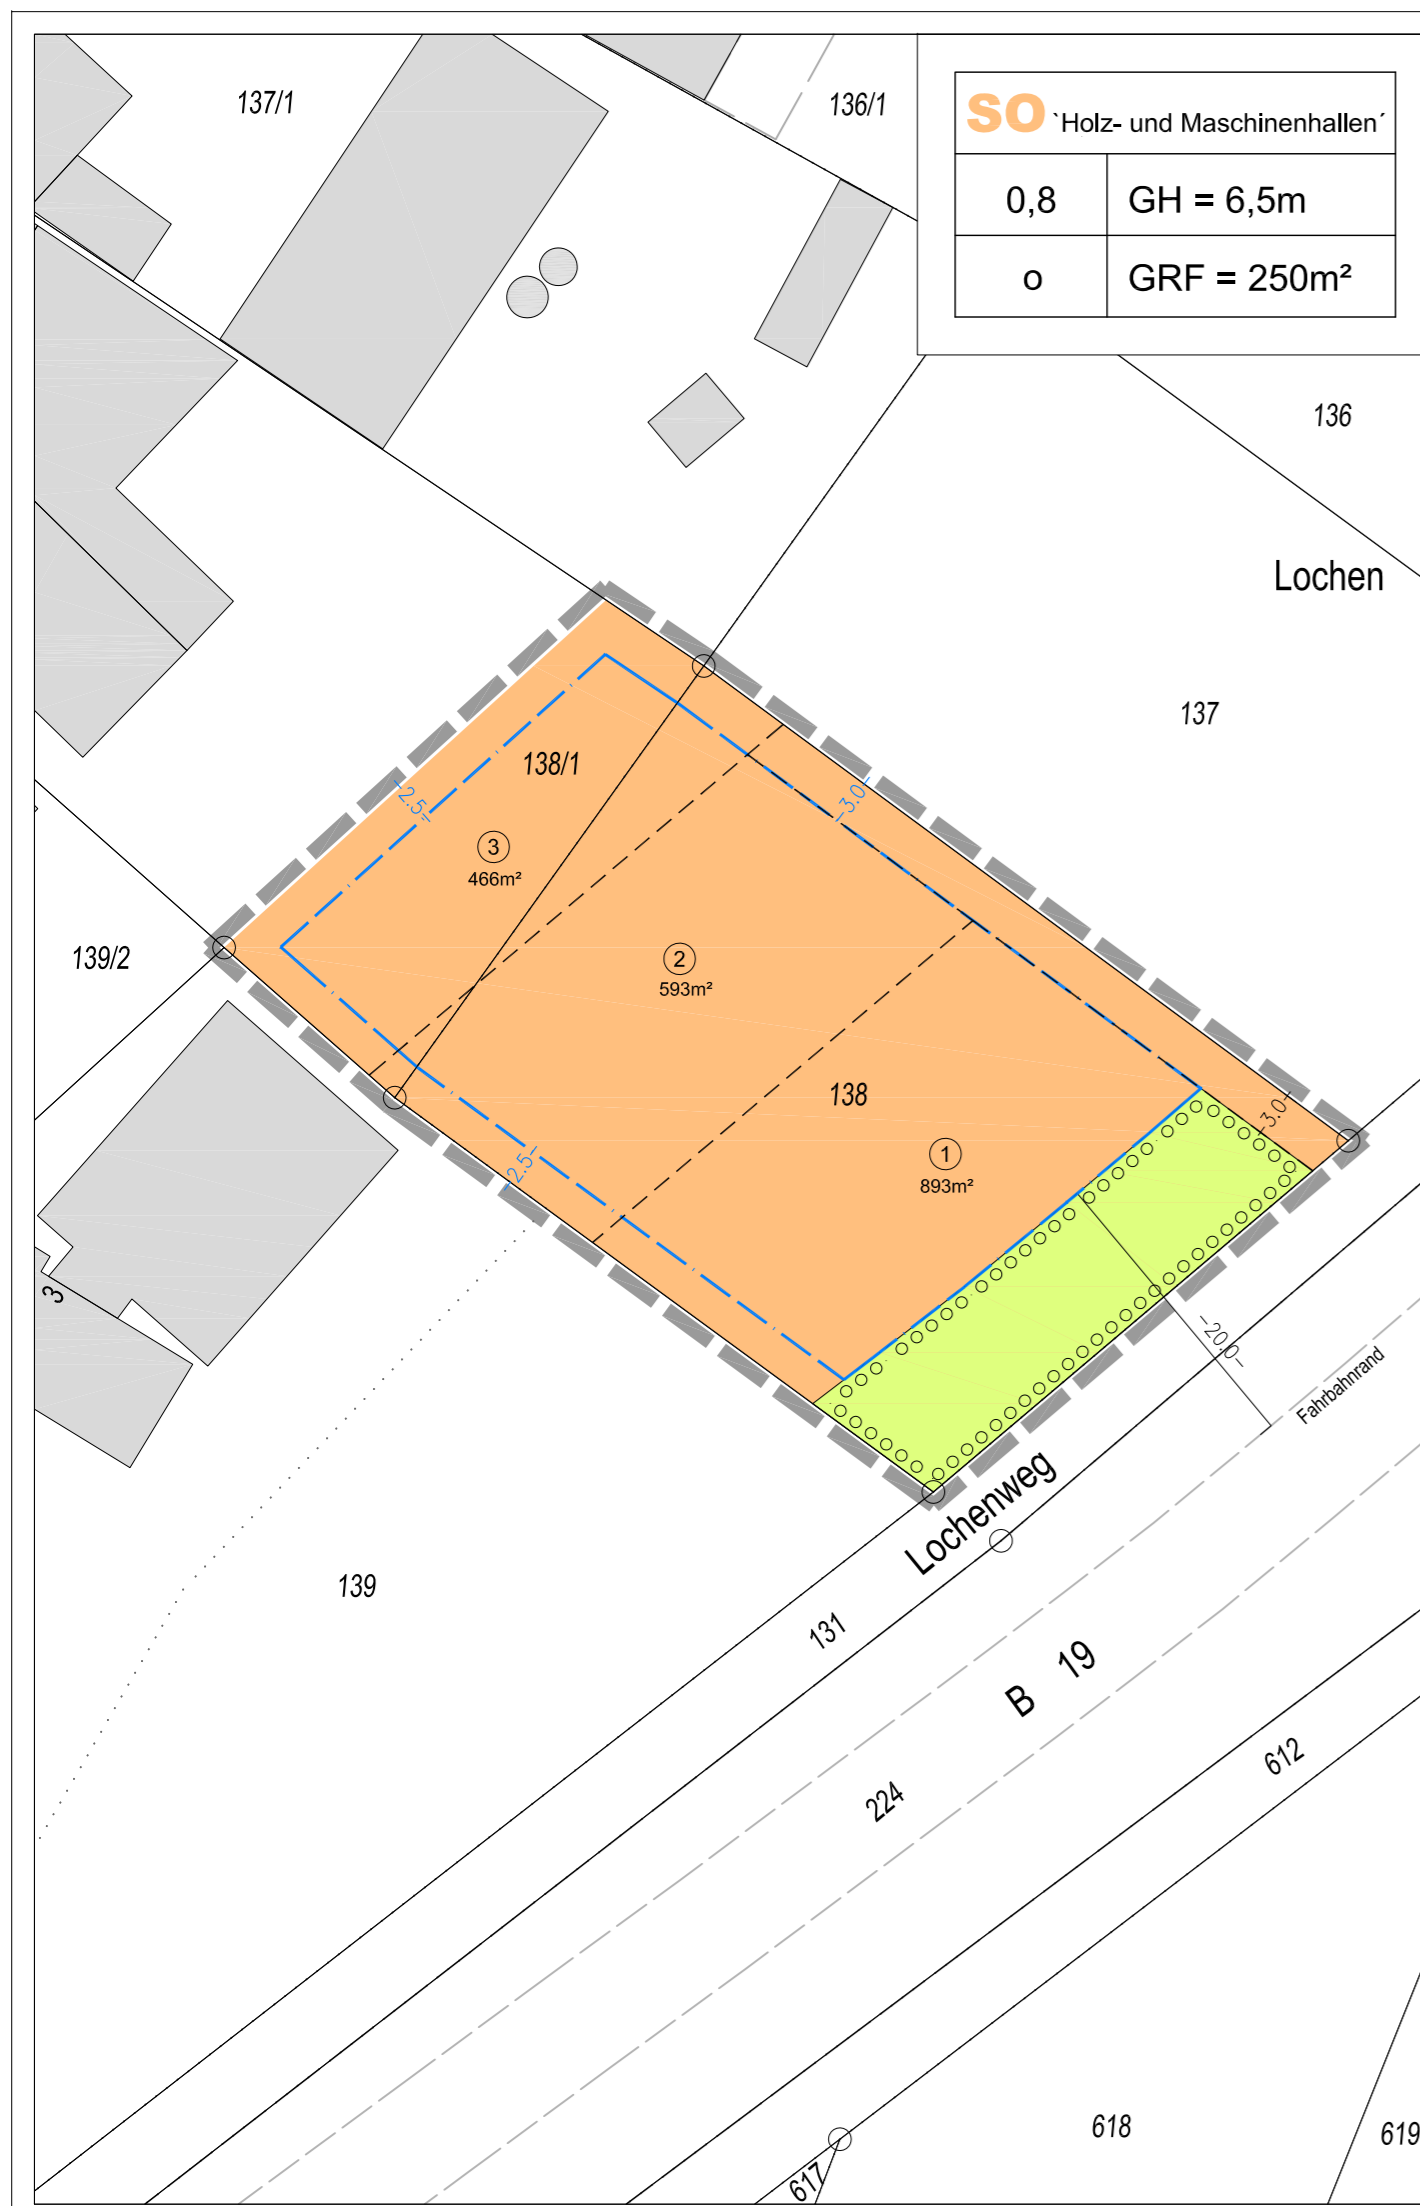 137/1
136/1
SO `Holz- und Maschinenhallen´
0,8
GH = 6,5m
o
GRF = 250m²
136
Lochen
137
138/1
-2.5-
-3.0-
3
466m²
139/2
2
593m²
138
-3.0-
1
893m²
2.5-
3
-20.0-
Fahrbahnrand
Lochenweg
139
131
B 19
612
224
618
619
617